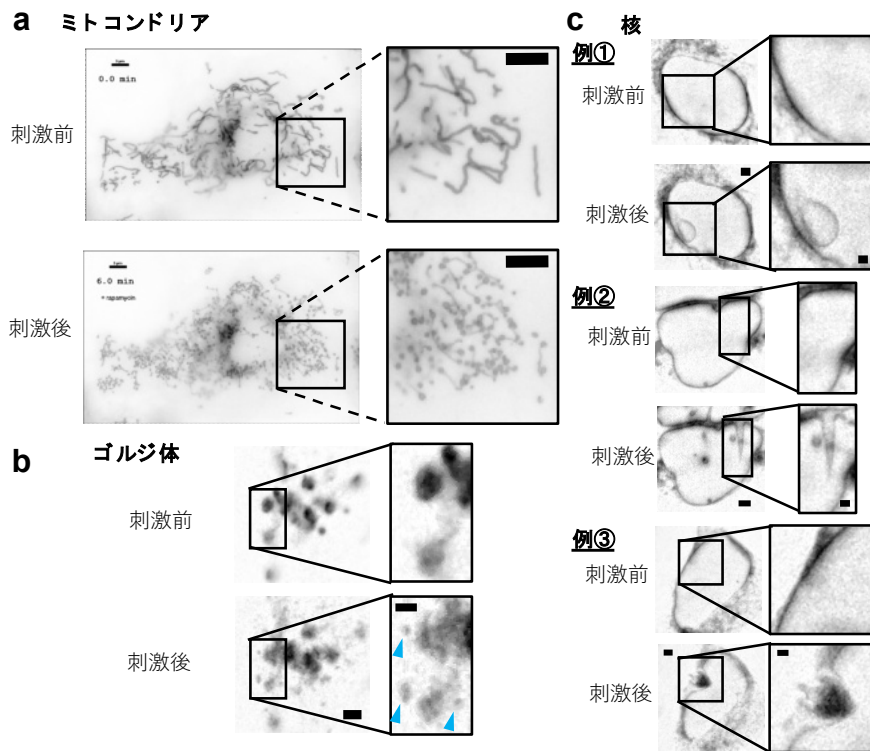 a ミトコンドリア
刺激前
0.0 min
刺激後
6.0 min
+ rapamycin
b ゴルジ体
刺激前
刺激後
c 核
例①
刺激前
刺激後
例②
刺激前
刺激後
例③
刺激前
刺激後